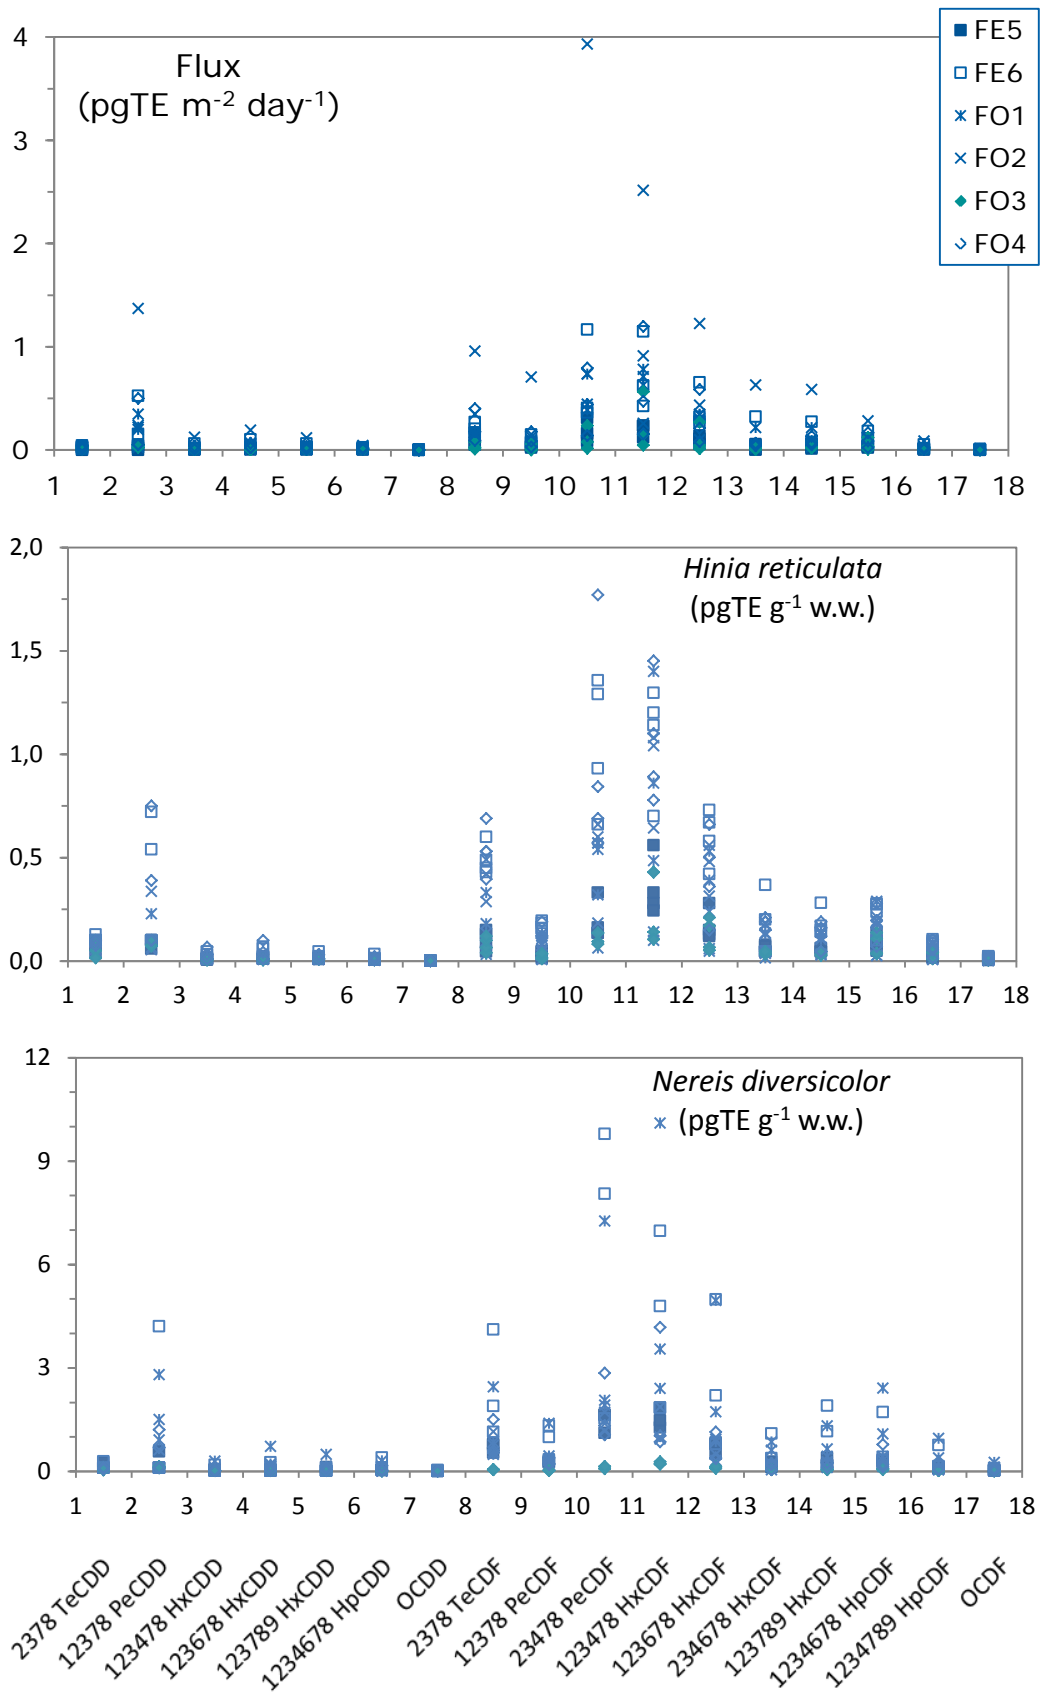 Flux
(pgTE m-2 day-1)
FE5
FE6
FO1
FO2
FO3
FO4
4
3
2
1
0
1 2 3 4 5 6 7 8 9 10 11 12 13 14 15 16 17 18
Hinia reticulata
(pgTE g-1 w.w.)
2,0
1,5
1,0
0,5
0,0
1 2 3 4 5 6 7 8 9 10 11 12 13 14 15 16 17 18
Nereis diversicolor
(pgTE g-1 w.w.)
12
9
6
3
0
1 2 3 4 5 6 7 8 9 10 11 12 13 14 15 16 17 18
2378 TeCDD
12378 PeCDD
123478 HxCDD
123678 HxCDD
123789 HxCDD
1234678 HpCDD
OCDD
2378 TeCDF
12378 PeCDF
23478 PeCDF
123478 HxCDF
123678 HxCDF
234678 HxCDF
123789 HxCDF
1234678 HpCDF
1234789 HpCDF
OCDF